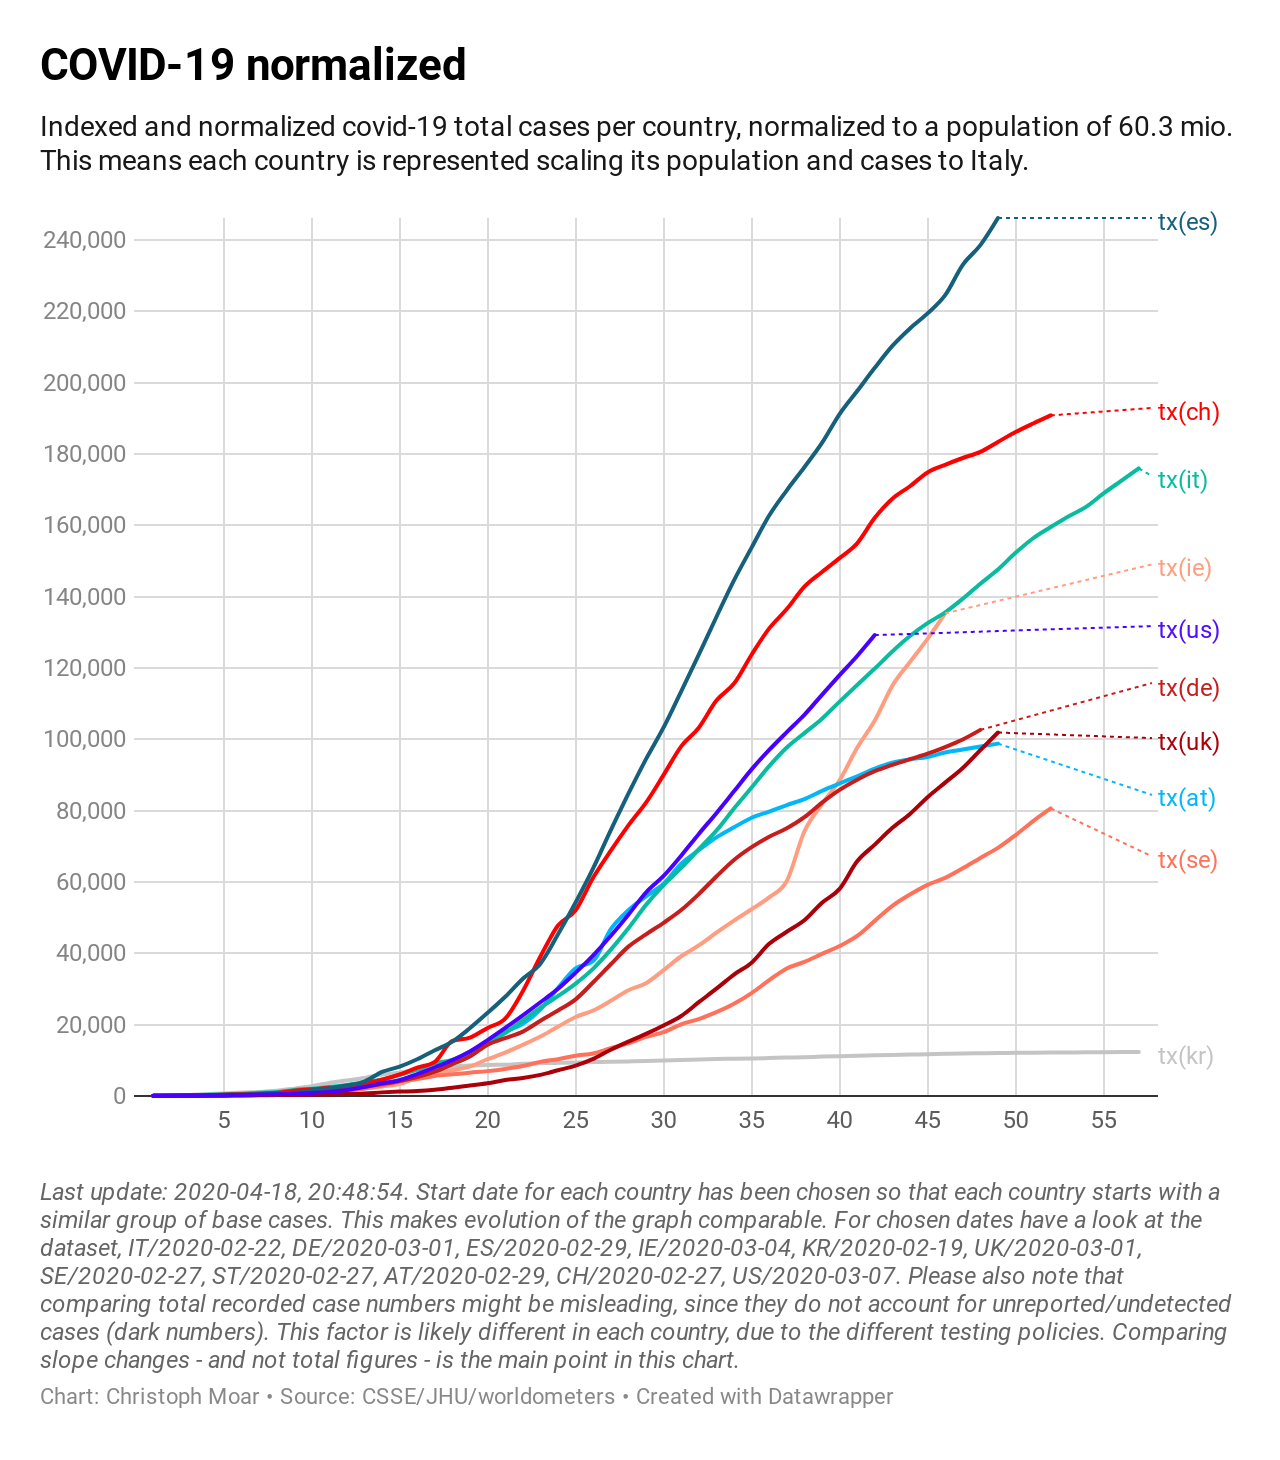 COVID-19 normalized
Indexed and normalized covid-19 total cases per country, normalized to a population of 60.3 mio.
This means each country is represented scaling its population and cases to Italy.
240,000
220,000
200,000
180,000
160,000
140,000
120,000
100,000
80,000
60,000
40,000
20,000
0
tx(es)
tx(ch)
tx(it)
tx(ie)
tx(us)
tx(de)
tx(uk)
tx(at)
tx(se)
tx(kr)
5 10 15 20 25 30 35 40 45 50 55
Last update: 2020-04-18, 20:48:54. Start date for each country has been chosen so that each country starts with a
similar group of base cases. This makes evolution of the graph comparable. For chosen dates have a look at the
dataset, IT/2020-02-22, DE/2020-03-01, ES/2020-02-29, IE/2020-03-04, KR/2020-02-19, UK/2020-03-01,
SE/2020-02-27, ST/2020-02-27, AT/2020-02-29, CH/2020-02-27, US/2020-03-07. Please also note that
comparing total recorded case numbers might be misleading, since they do not account for unreported/undetected
cases (dark numbers). This factor is likely different in each country, due to the different testing policies. Comparing
slope changes - and not total figures - is the main point in this chart.
Chart: Christoph Moar • Source: CSSE/JHU/worldometers • Created with Datawrapper